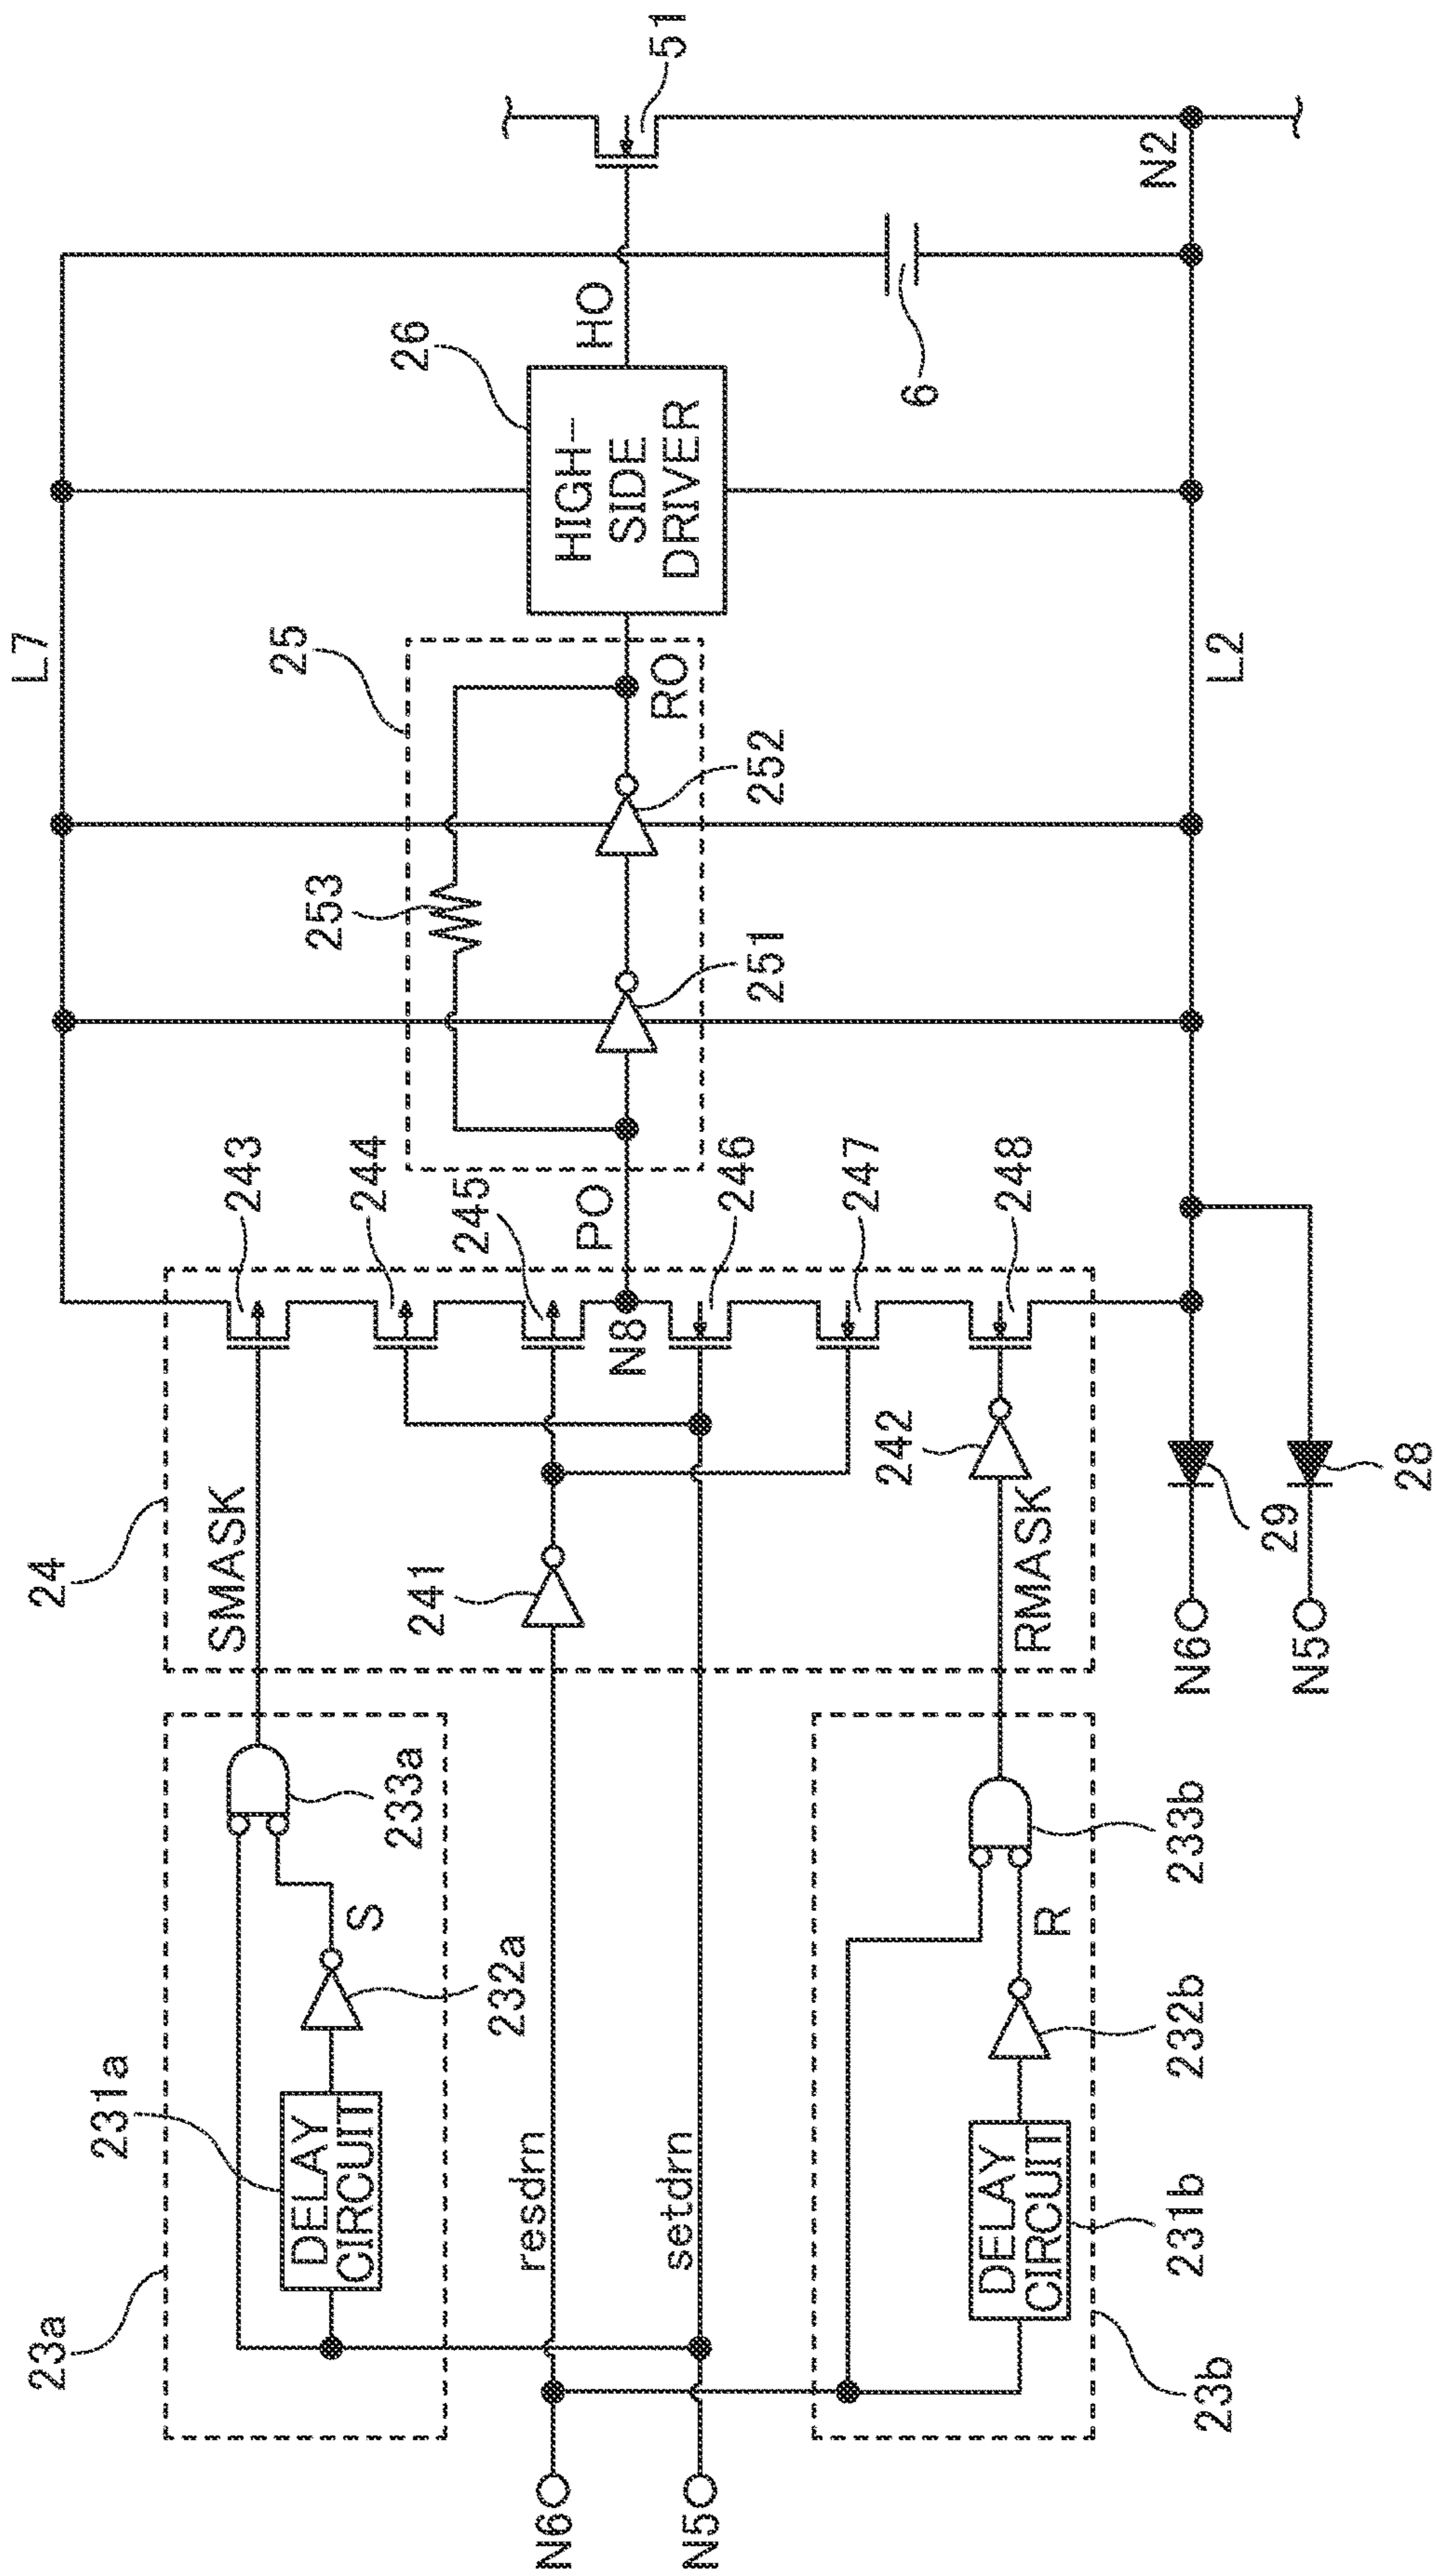 L7
23a
231a
DELAY
CIRCUIT
232a
S
233a
24
SMASK
243
244
245
253
25
26
HIGH-
SIDE
DRIVER
HO
51
N6
resdrn
241
N8
PO
251
252
RO
6
N5
setdrn
246
247
248
242
RMASK
23b
231b
DELAY
CIRCUIT
232b
R
233b
N6
29
N5
28
L2
N2